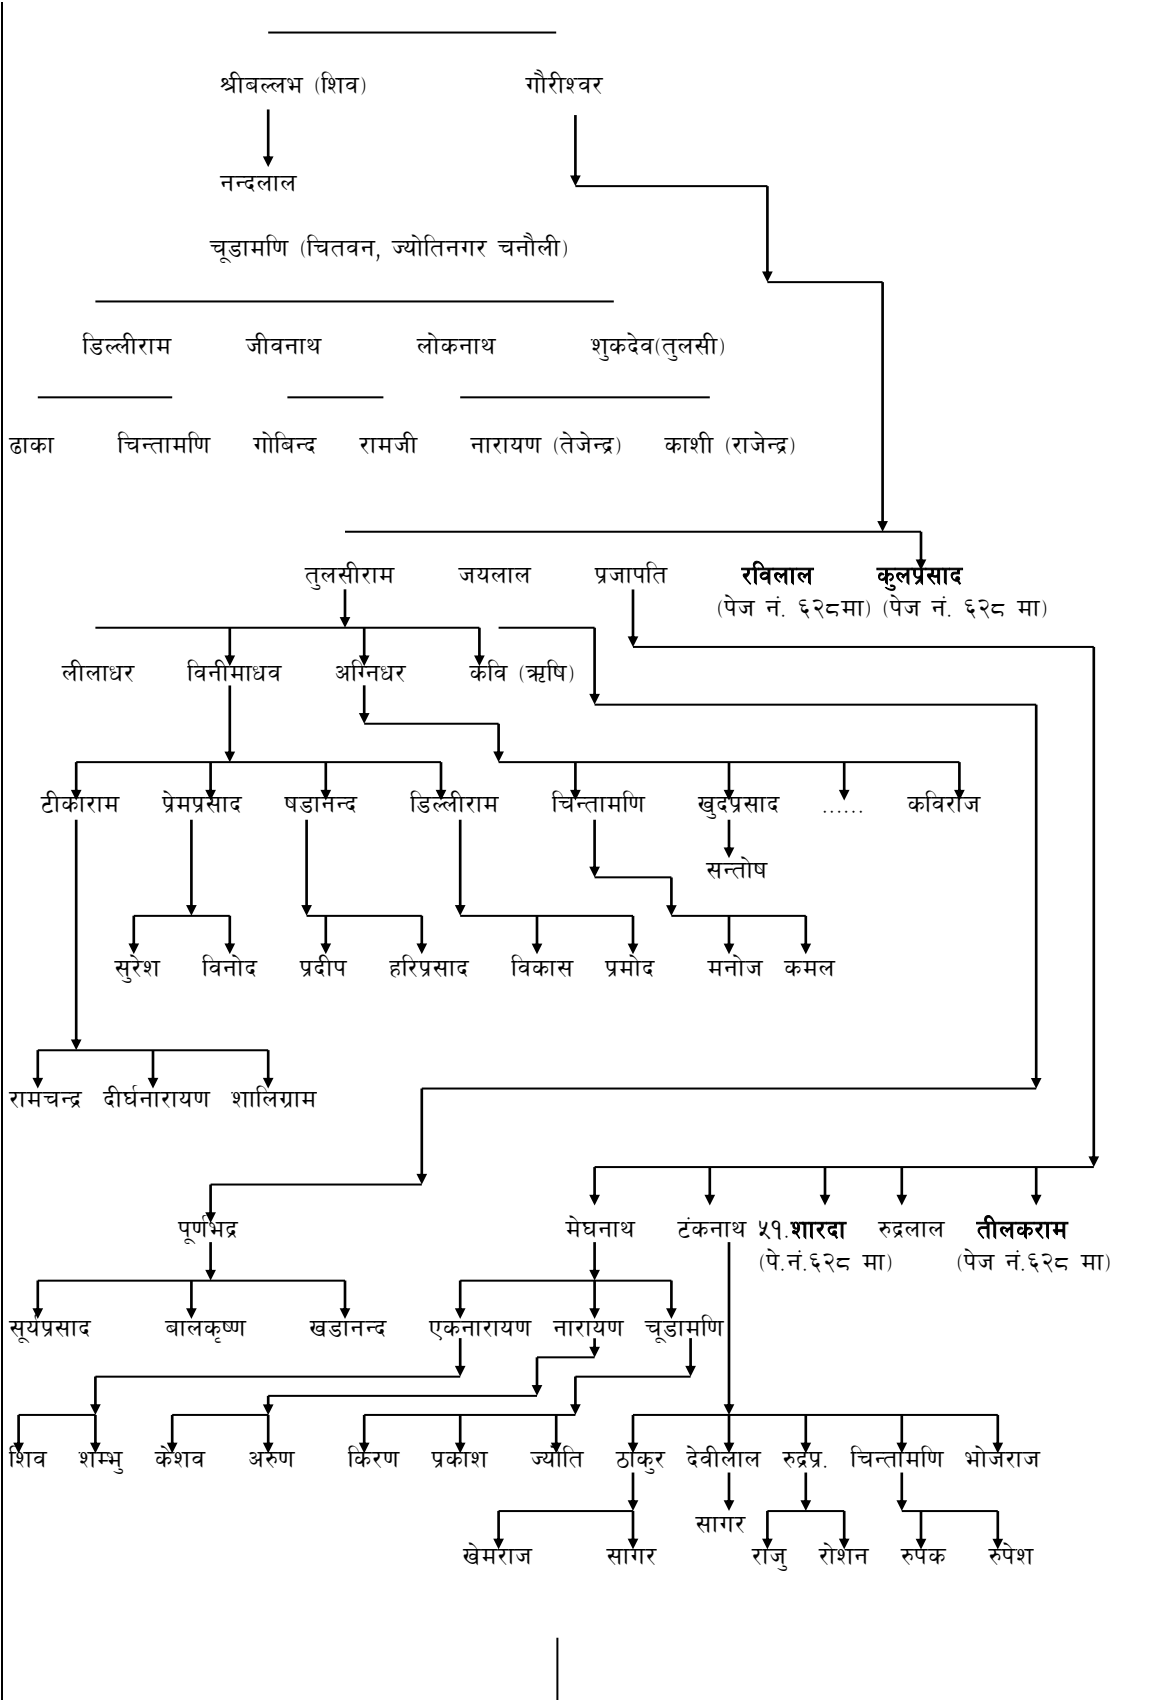 श्रीबल्लभ (शिव) गौरीश्वर
नन्दलाल
चूडामणि (चितवन, ज्योतिनगर चनौली)
डिल्लीराम जीवनाथ लोकनाथ शुकदेव(तुलसी)
ढाका चिन्तामणि गोबिन्द रामजी नारायण (तेजेन्द्र) काशी (राजेन्द्र)
तुलसीराम जयलाल प्रजापति रविलाल कुलप्रसाद
(पेज नं. ६२८मा) (पेज नं. ६२८ मा)
लीलाधर विनीमाधव अग्निधर कवि (ऋषि)
टीकाराम प्रेमप्रसाद षडानन्द डिल्लीराम चिन्तामणि खुदप्रसाद ...... कविराज
सन्तोष
सुरेश विनोद प्रदीप हरिप्रसाद विकास प्रमोद मनोज कमल
रामचन्द्र दीर्घनारायण शालिग्राम
पूर्णभद्र मेघनाथ टंकनाथ ५१.शारदा रुद्रलाल तीलकराम
(पे.नं.६२८ मा) (पेज नं.६२८ मा)
सूर्यप्रसाद बालकृष्ण खडानन्द एकनारायण नारायण चूडामणि
शिव शम्भु केशव अरुण किरण प्रकाश ज्योति ठाकुर देवीलाल रुद्रप्र. चिन्तामणि भोजराज
सागर
खेमराज सागर राजु रोशन रुपक रुपेश